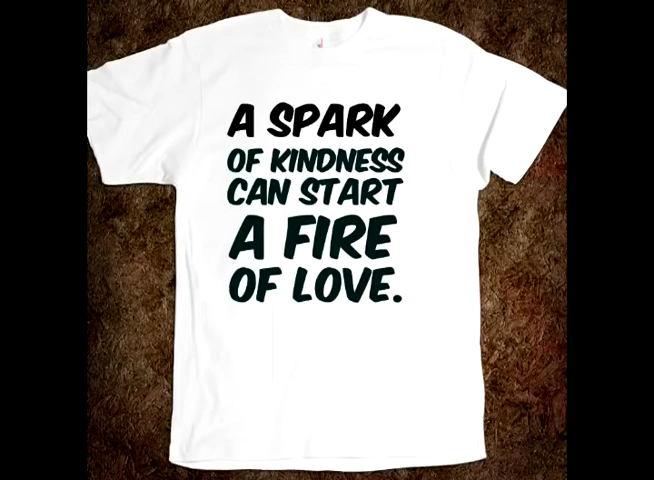 A SPARK
OF KINDNESS
CAN START
A FIRE
OF LOVE.